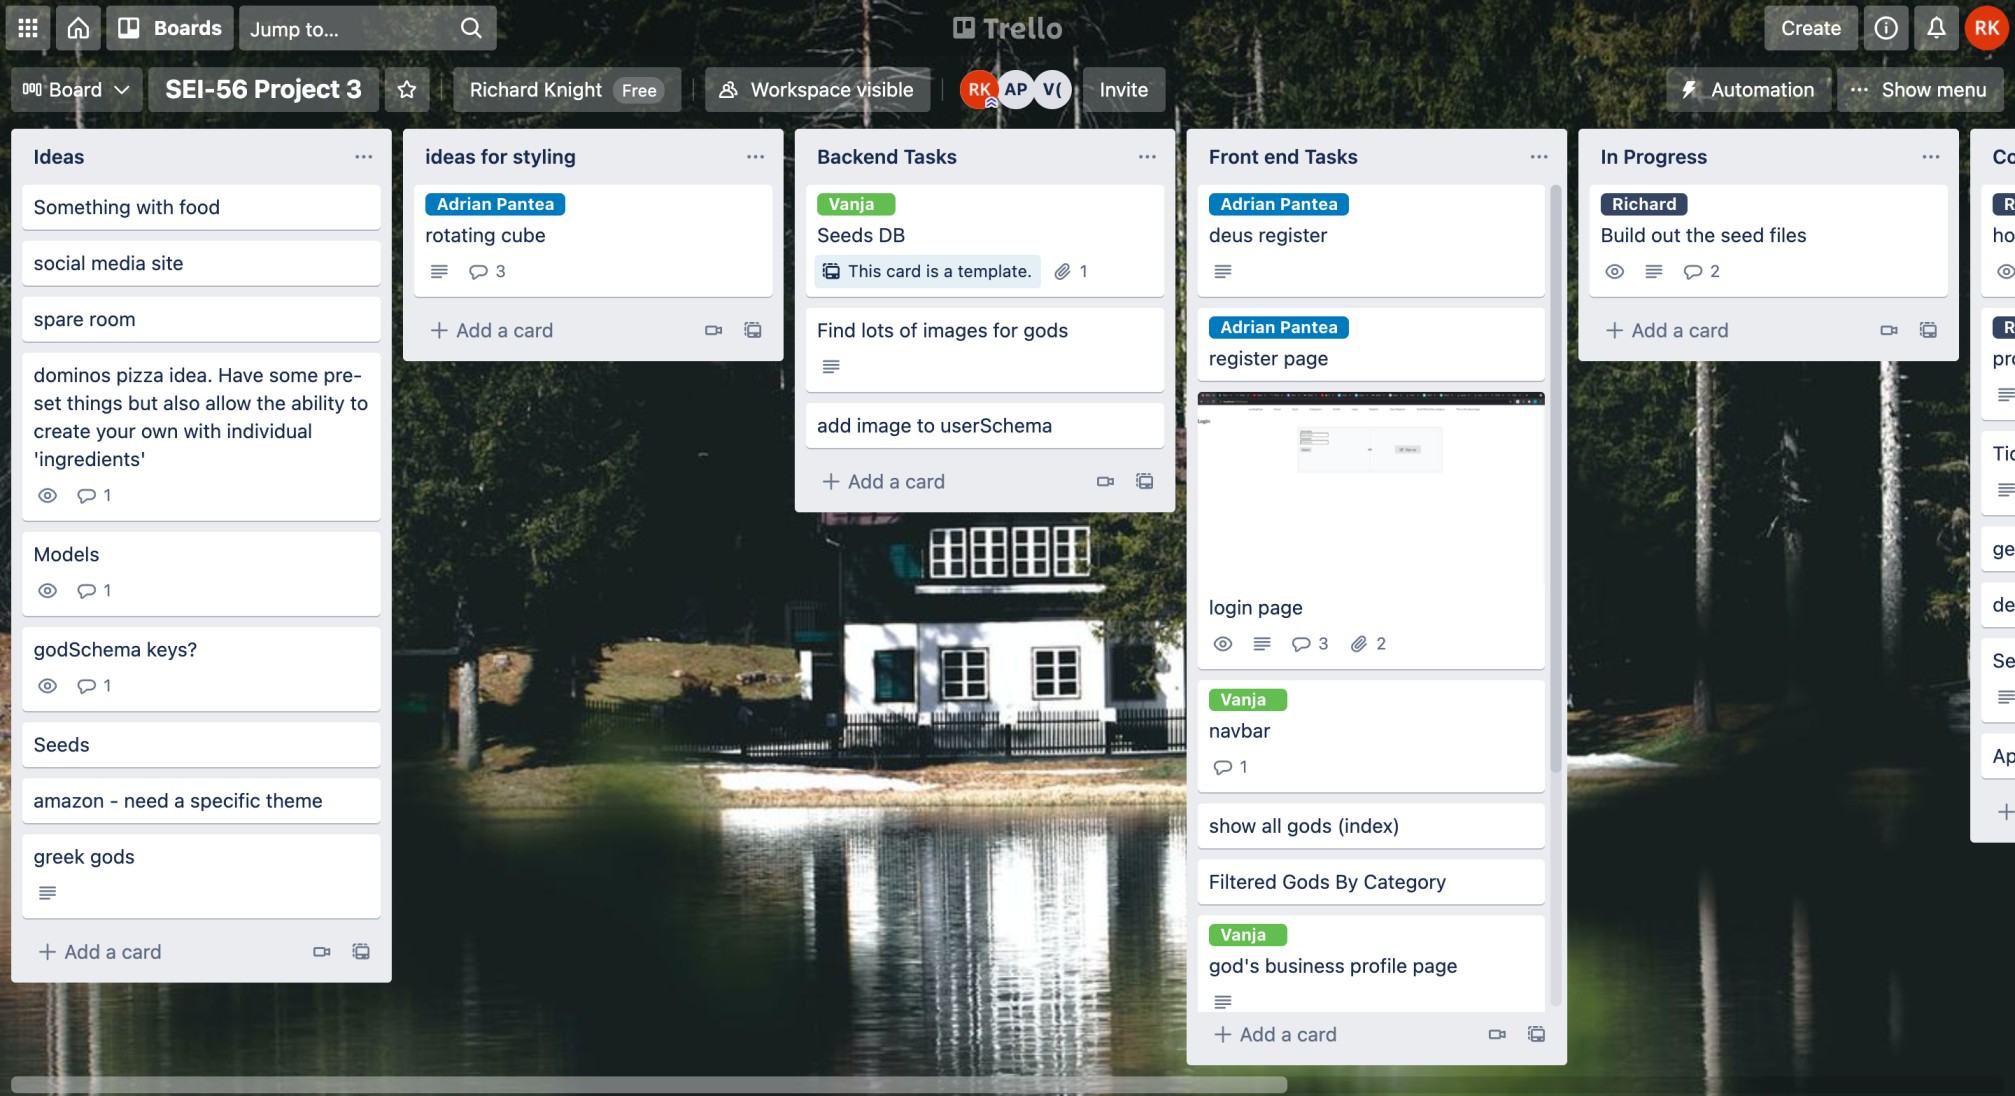 Boards
Jump to...
Trello
Create
RK
Board
SEI-56 Project 3
Richard Knight Free
Workspace visible
RK AP V(
Invite
Automation
Show menu
Ideas
Something with food
social media site
spare room
dominos pizza idea. Have some pre-
set things but also allow the ability to
create your own with individual
'ingredients'
1
Models
1
godSchema keys?
1
Seeds
amazon - need a specific theme
greek gods
Add a card
ideas for styling
Adrian Pantea
rotating cube
3
Add a card
Backend Tasks
Vanja
Seeds DB
This card is a template. 1
Find lots of images for gods
add image to userSchema
Add a card
Front end Tasks
Adrian Pantea
deus register
Adrian Pantea
register page
Login
login page
3 2
Vanja
navbar
1
show all gods (index)
Filtered Gods By Category
Vanja
god's business profile page
Add a card
In Progress
Richard
Build out the seed files
2
Add a card
Co
R
ho
R
pro
Tic
ge
de
Se
Ap